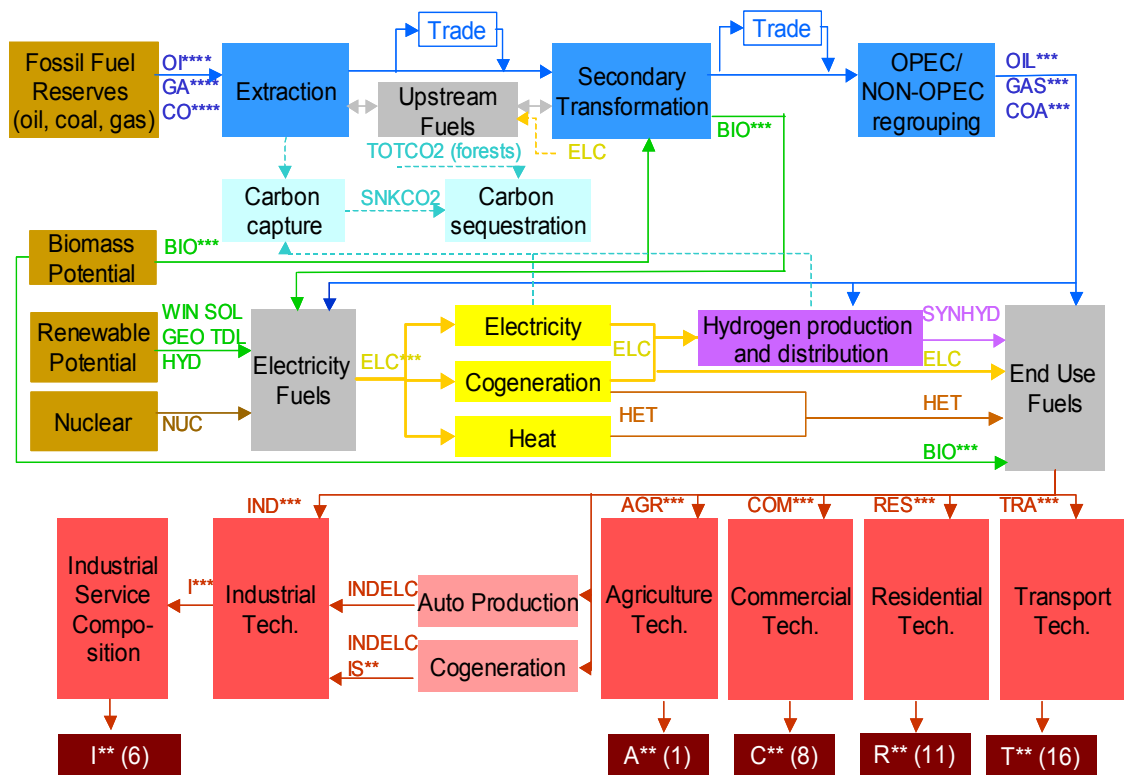 Trade
Trade
Fossil Fuel
Reserves
(oil, coal, gas)
OI****
GA****
CO****
Extraction
Upstream
Fuels
Secondary
Transformation
OPEC/
NON-OPEC
regrouping
OIL***
GAS***
COA***
BIO***
TOTCO2 (forests)
ELC
Carbon
capture
SNKCO2
Carbon
sequestration
Biomass
Potential
BIO***
Renewable
Potential
WIN SOL
GEO TDL
HYD
Nuclear
NUC
Electricity
Fuels
ELC***
Electricity
Cogeneration
Heat
ELC
HET
Hydrogen production
and distribution
SYNHYD
ELC
HET
BIO***
End Use
Fuels
IND***
AGR***
COM***
RES***
TRA***
Industrial
Service
Compo-
sition
I***
Industrial
Tech.
INDELC
Auto Production
INDELC
IS**
Cogeneration
Agriculture
Tech.
Commercial
Tech.
Residential
Tech.
Transport
Tech.
I** (6)
A** (1)
C** (8)
R** (11)
T** (16)